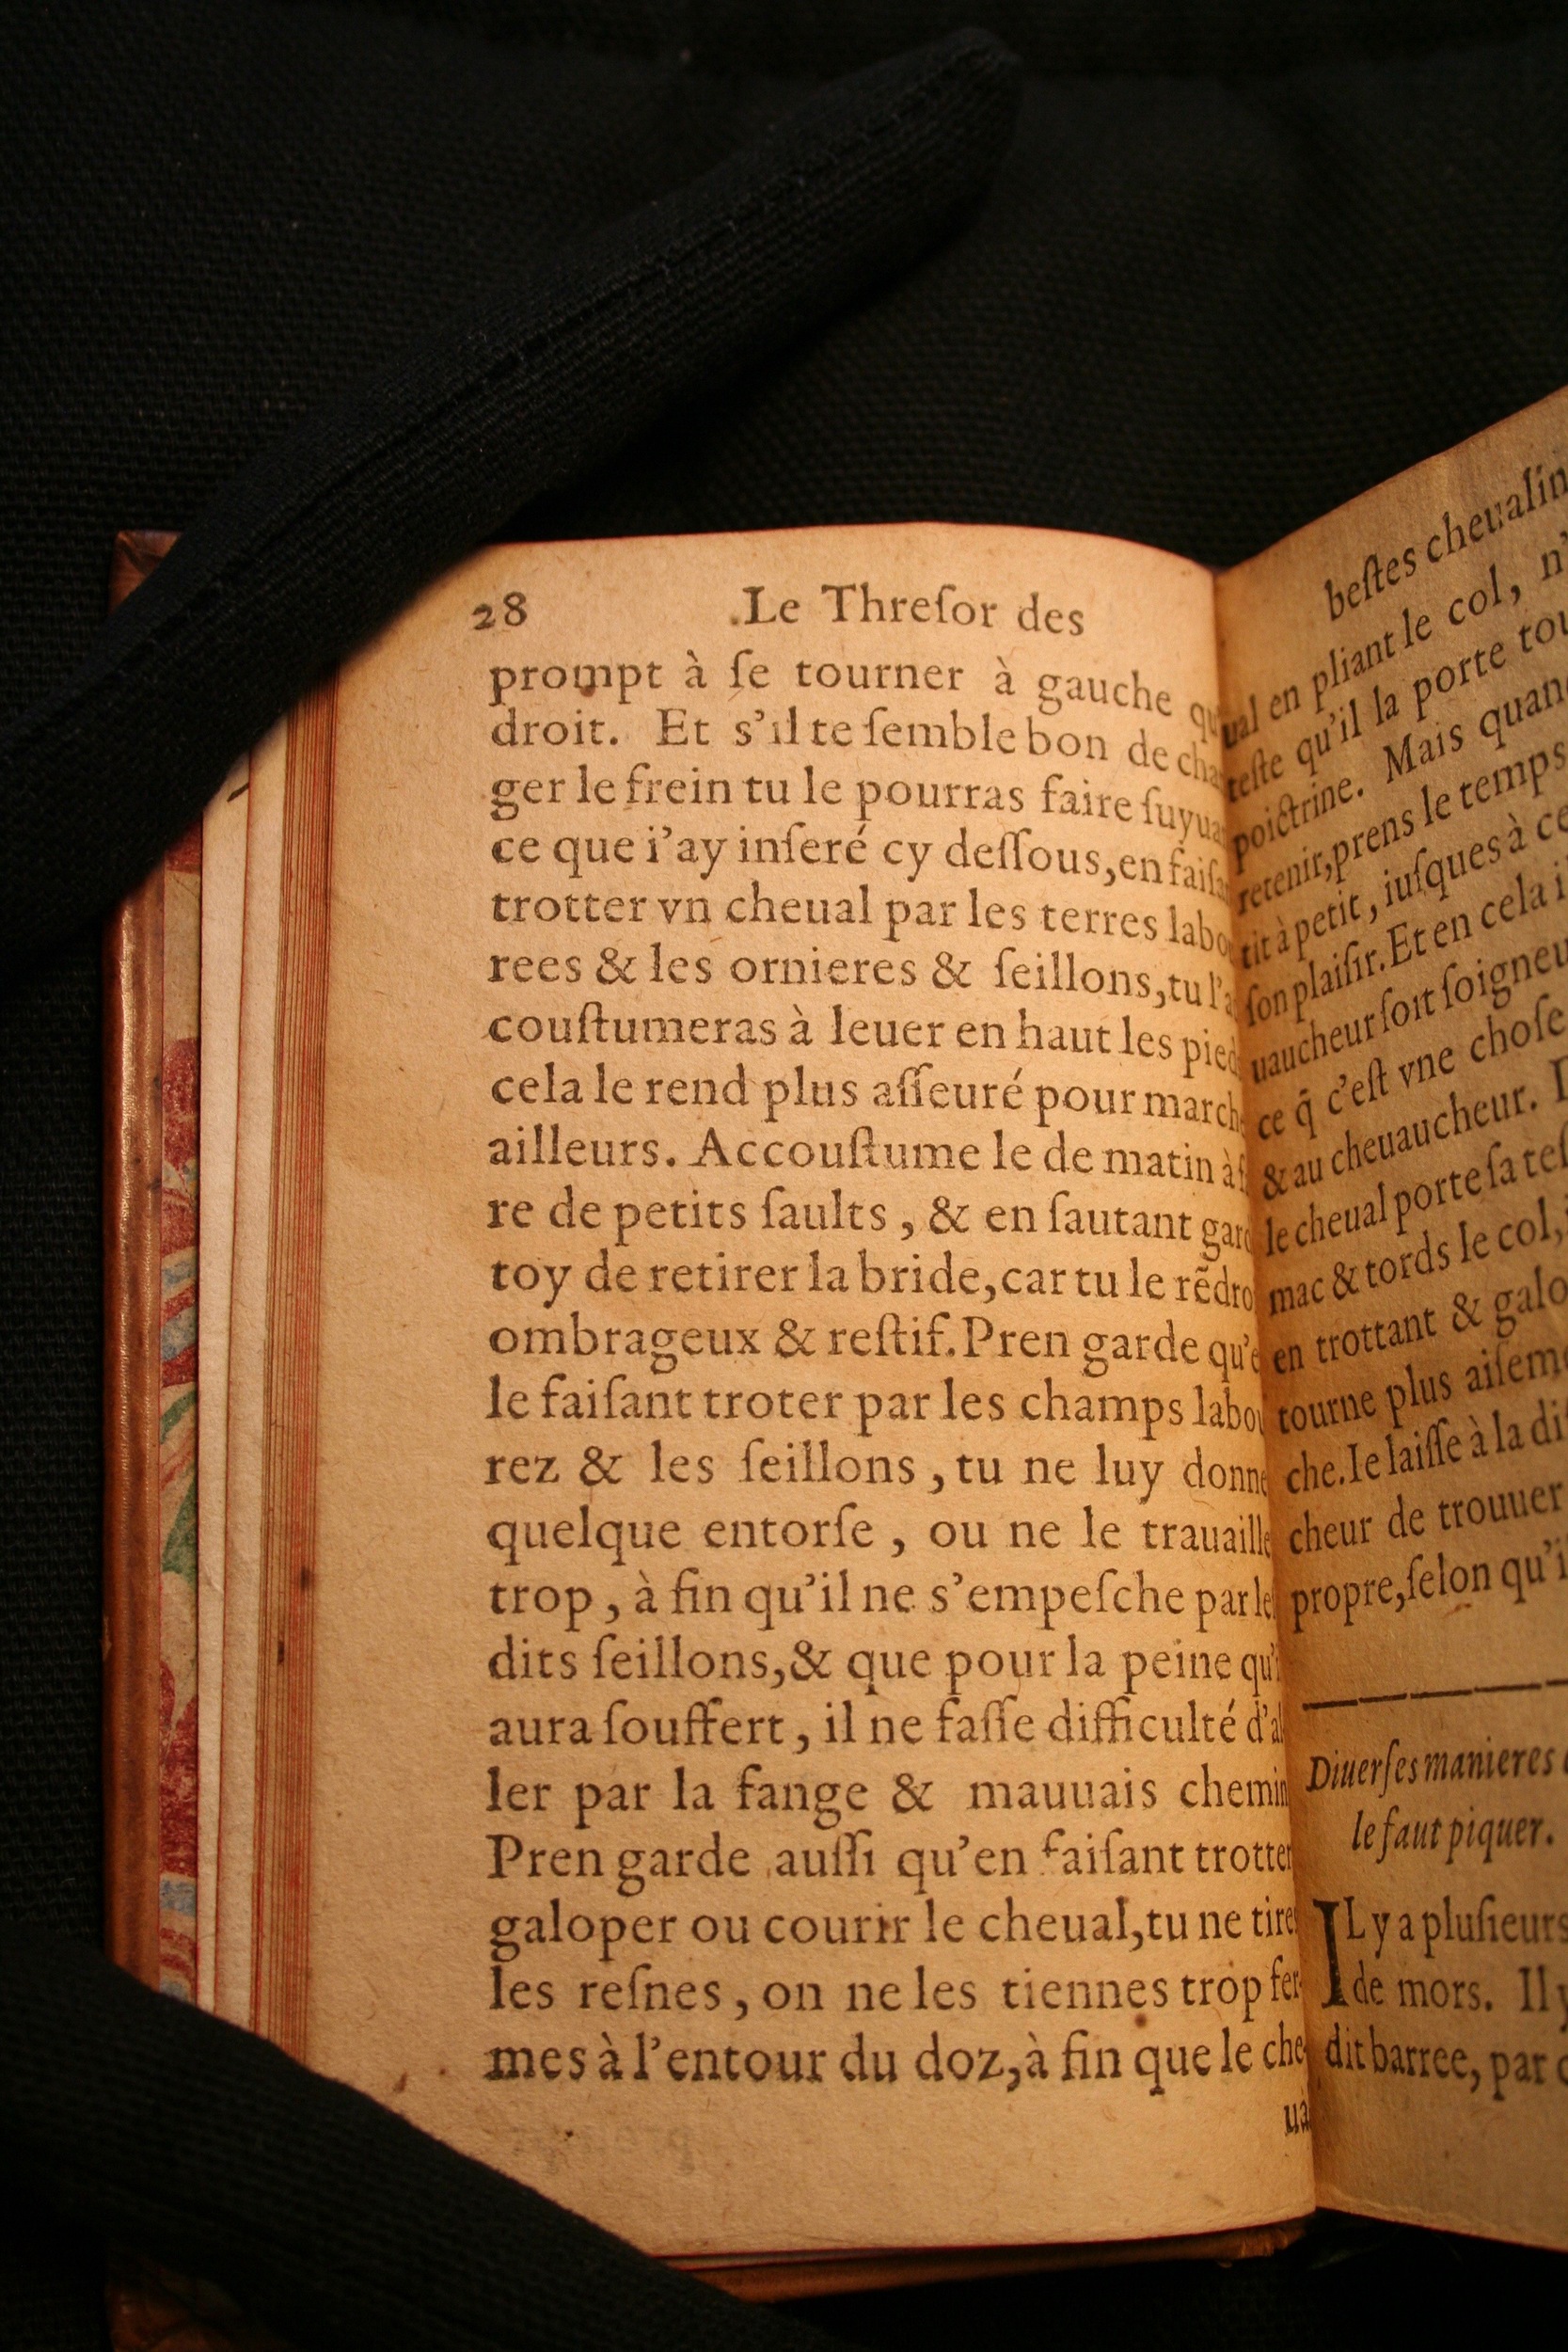 28 .Le Threſor des
prompt à ſe tourner à gauche
droit. Et s'il te ſemble bon de
ger le frein tu le pourras faire
ce que i'ay inſeré cy deſſous,en
trotter vn cheual par les terres
rees & les ornieres & ſeillons,tu
couſtumeras à leuer en haut les
cela le rend plus aſſeuré pour
ailleurs. Accouſtume le de matin à
re de petits ſaults , & en ſautant
toy de retirer la bride,car tu le
ombrageux & reſtif.Pren garde
le faiſant troter par les champs
rez & les ſeillons , tu ne luy
quelque entorſe , ou ne le
trop , à fin qu'il ne s'empeſche par
dits ſeillons,& que pour la peine
aura ſouffert , il ne faſſe difficulté
ler par la fange & mauuais
Pren garde auſſi qu'en faiſant
galoper ou courir le cheual,tu ne
les reſnes , on ne les tiennes trop fer-
mes à l'entour du doz,à fin que le che-
ua
beſtes
en pliant le col,
teſte qu'il la porte
poictrine. Mais
retenir,prens le temps
tit à petit , iuſques à
ſon plaiſir.Et en cela
uaucheur ſoit
ce q̃ c'eſt vne choſe
& au cheuaucheur.
le cheual porte ſa
mac & tords le col,
en trottant &
tourne plus
che.Ie laiſſe à la
cheur de trouuer
propre,ſelon
Diuerſes manieres
le faut piquer.
IL y a pluſieurs
de mors. Il
dit barree, par